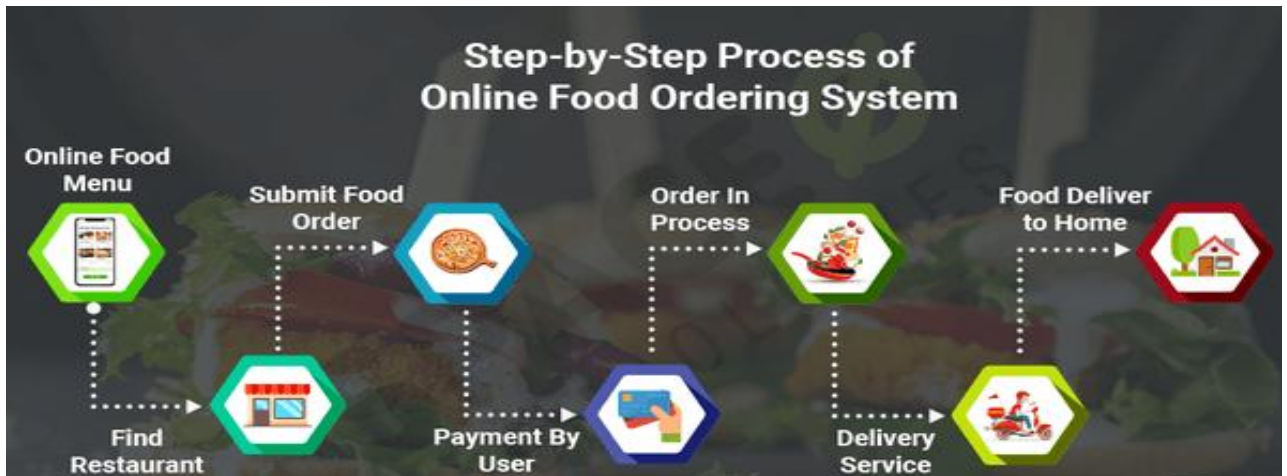 Step-by-Step Process of
Online Food Ordering System
Online Food
Menu
Find
Restaurant
Submit Food
Order
Payment By
User
Order In
Process
Delivery
Service
Food Deliver
to Home